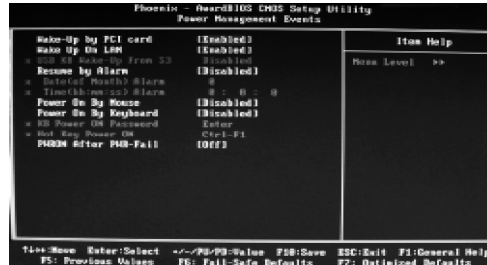 Phoenix - AwardBIOS CMOS Setup Utility
Power Management Events
Wake-Up by PCI card [Enabled]
Wake Up On LAN [Enabled]
x USB KB Wake-Up From S3 Disabled
Resume by Alarm [Disabled]
x Date(of Month) Alarm 0
x Time(hh:mm:ss) Alarm 0 : 0 : 0
Power On By Mouse [Disabled]
Power On By Keyboard [Disabled]
x KB Power ON Password Enter
x Hot Key Power ON Ctrl-F1
PWRON After PWR-Fail [Off]
Item Help
Menu Level ▸▸
↑↓→←:Move Enter:Select +/-/PU/PD:Value F10:Save ESC:Exit F1:General Help
F5: Previous Values F6: Fail-Safe Defaults F7: Optimized Defaults